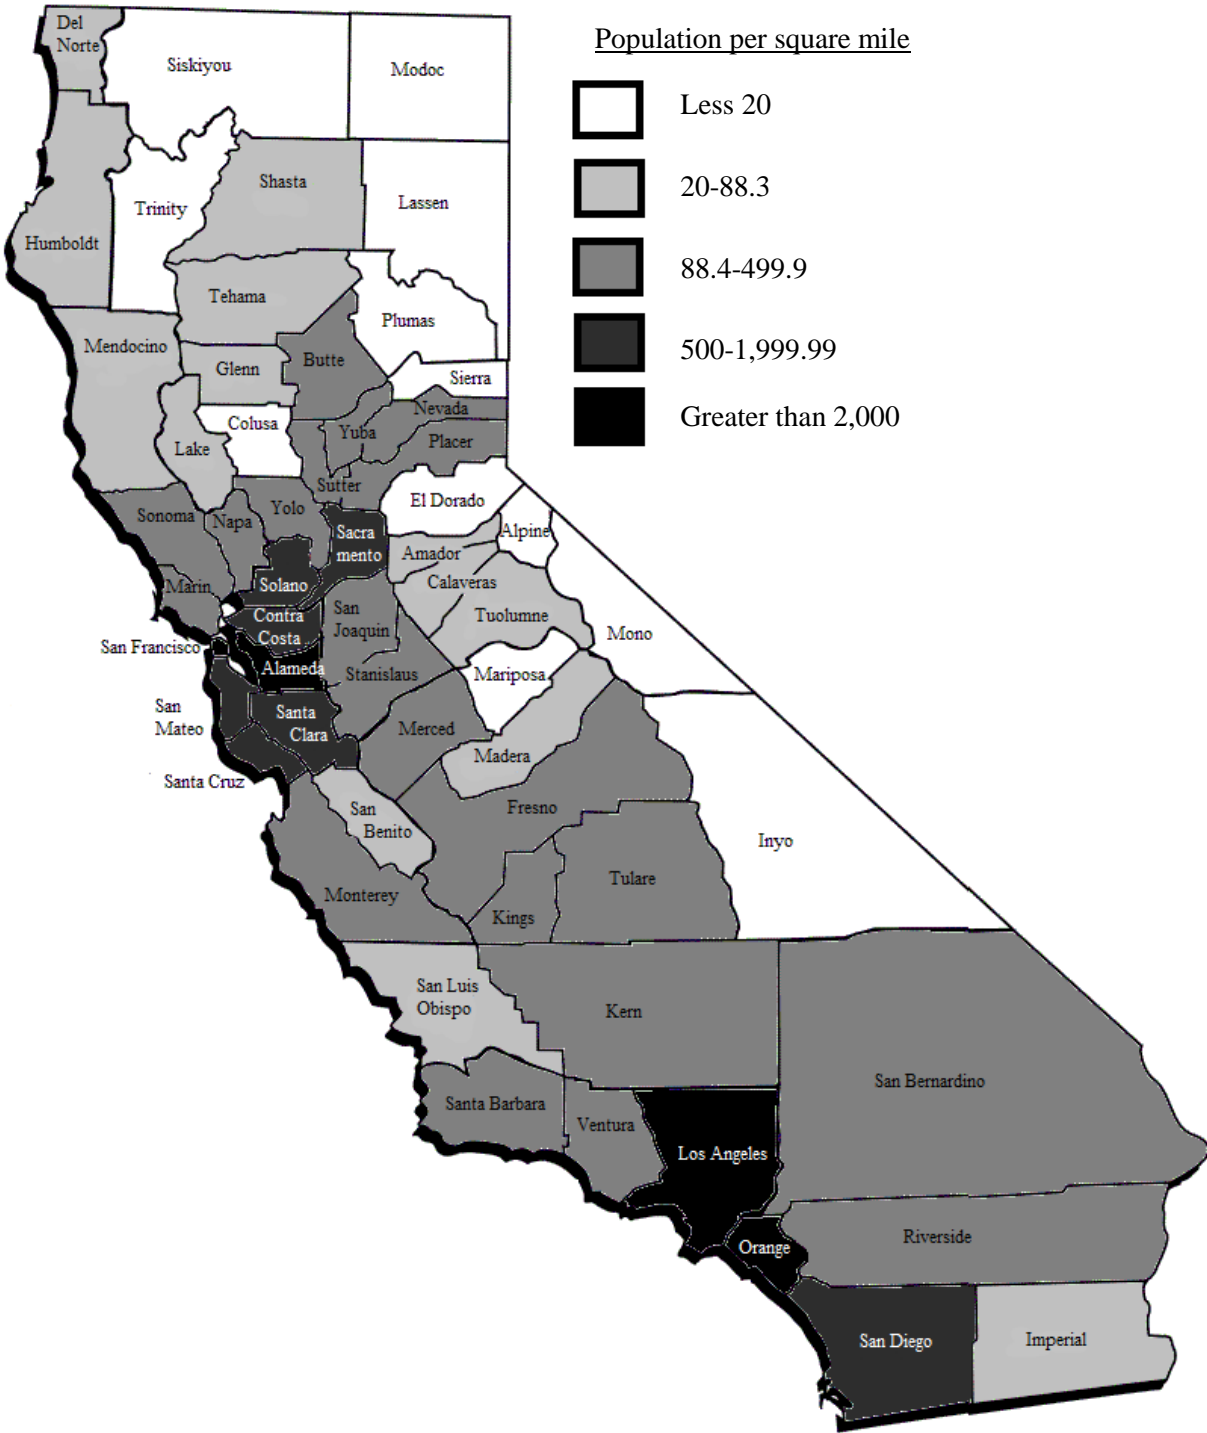 Population per square mile
Less 20
20-88.3
88.4-499.9
500-1,999.99
Greater than 2,000
Del
Norte
Siskiyou
Modoc
Shasta
Lassen
Trinity
Humboldt
Tehama
Plumas
Mendocino
Butte
Glenn
Sierra
Nevada
Colusa
Yuba
Placer
Lake
Sutter
El Dorado
Yolo
Sonoma
Napa
Sacra
mento
Alpine
Amador
Calaveras
Solano
Marin
San
Joaquin
Contra
Costa
Tuolumne
Mono
San Francisco
Alameda
Stanislaus
Mariposa
San
Mateo
Santa
Clara
Merced
Madera
Santa Cruz
San
Benito
Fresno
Inyo
Tulare
Monterey
Kings
San Luis
Obispo
Kern
San Bernardino
Santa Barbara
Ventura
Los Angeles
Orange
Riverside
San Diego
Imperial